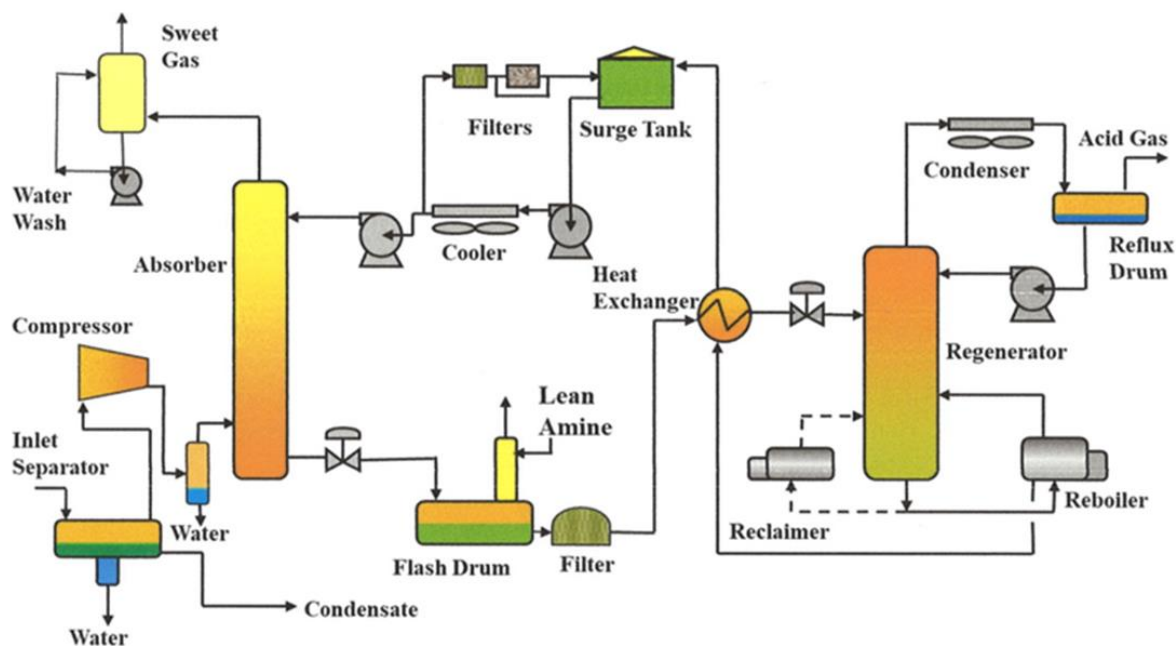 Sweet
Gas
Water
Wash
Filters
Surge Tank
Cooler
Condenser
Acid Gas
Reflux
Drum
Absorber
Heat
Exchanger
Regenerator
Compressor
Inlet
Separator
Water
Water
Condensate
Lean
Amine
Flash Drum
Filter
Reclaimer
Reboiler